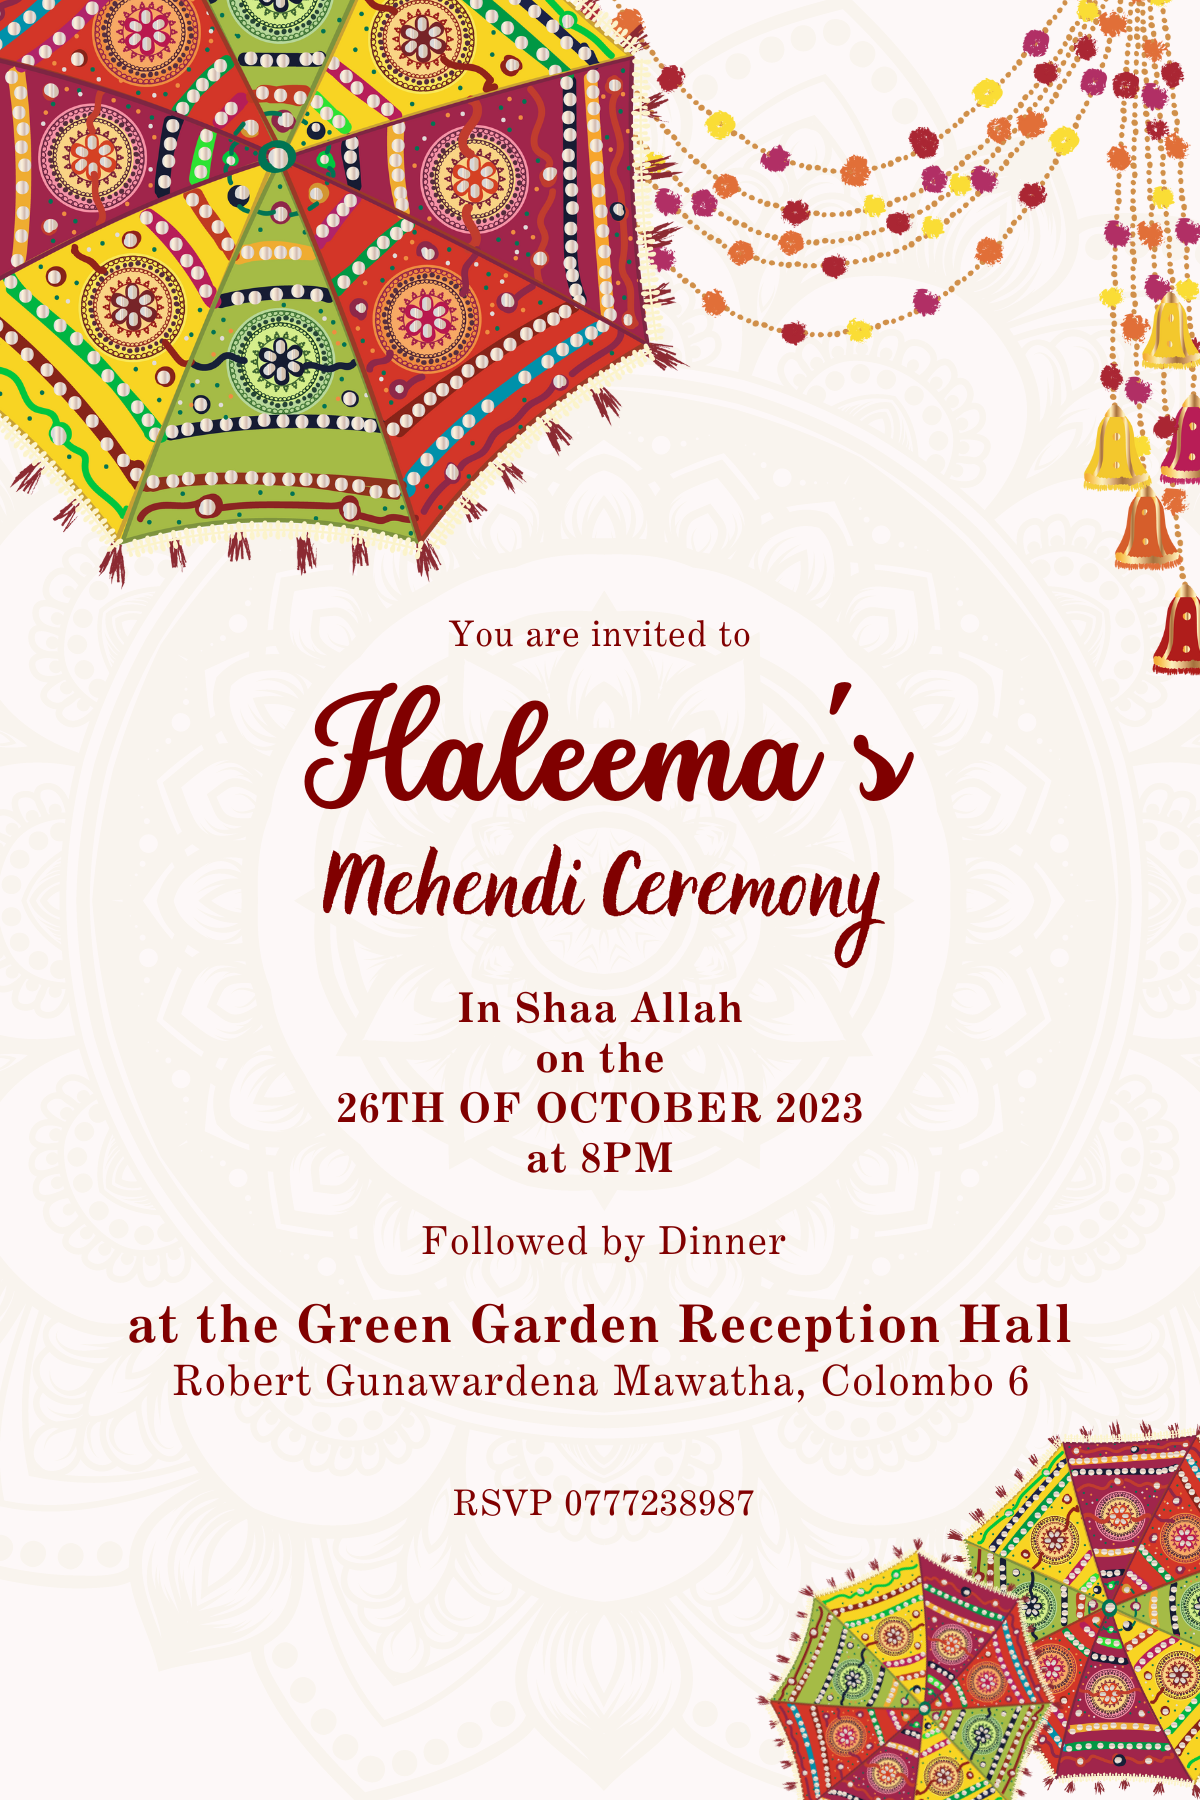 You are invited to
Haleema's
Mehendi Ceremony
In Shaa Allah
on the
26TH OF OCTOBER 2023
at 8PM
Followed by Dinner
at the Green Garden Reception Hall
Robert Gunawardena Mawatha, Colombo 6
RSVP 0777238987